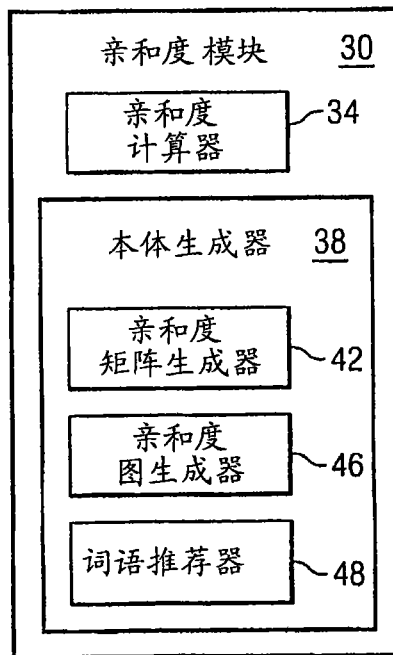 亲和度 模块 30
亲和度
计算器
34
本体生成器 38
亲和度
矩阵生成器
42
亲和度
图生成器
46
词语推荐器
48